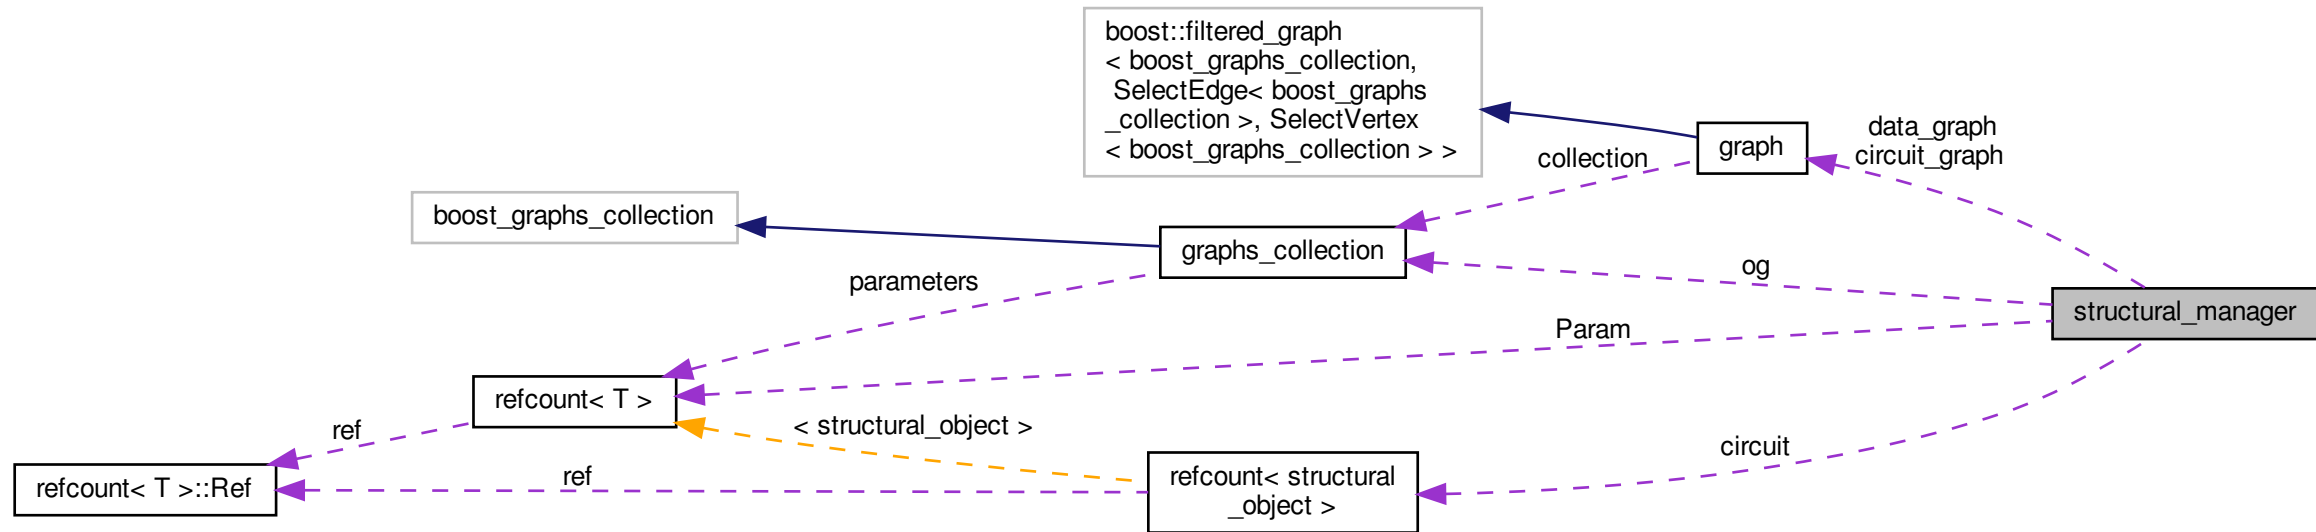 boost::filtered_graph
< boost_graphs_collection,
SelectEdge< boost_graphs
_collection >, SelectVertex
< boost_graphs_collection > >
data_graph
circuit_graph
graph
collection
boost_graphs_collection
graphs_collection
og
parameters
structural_manager
Param
refcount< T >
< structural_object >
ref
circuit
refcount< T >::Ref
ref
refcount< structural
_object >